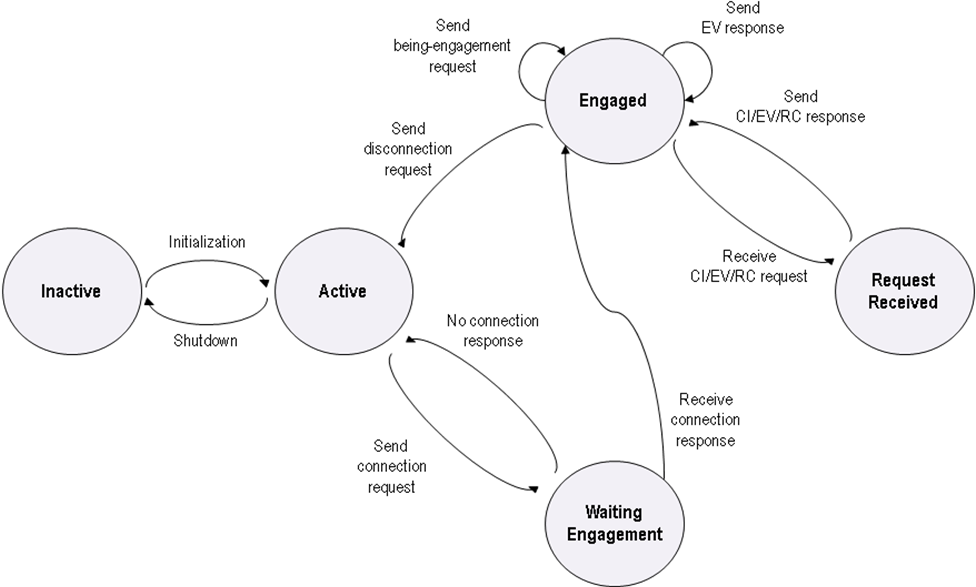 Send
being-engagement
request
Send
EV response
Engaged
Send
CI/EV/RC response
Send
disconnection
request
Initialization
Receive
CI/EV/RC request
Inactive
Active
Request
Received
Shutdown
No connection
response
Receive
connection
response
Send
connection
request
Waiting
Engagement